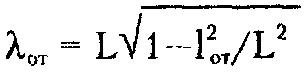 λот = L√1--l²от/L²